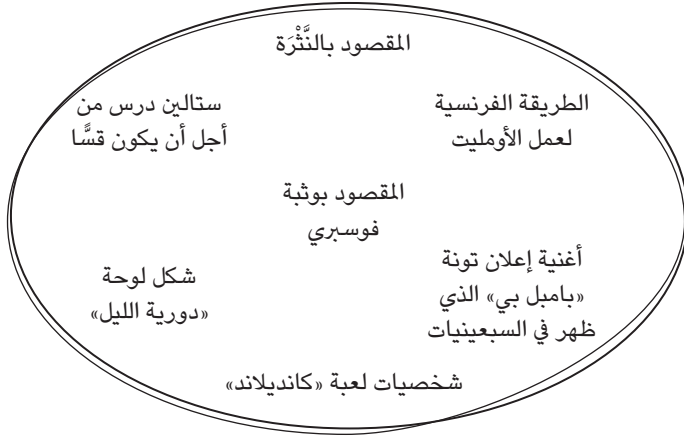 المقصود بالنَّثْرَة
الطريقة الفرنسية
لعمل الأومليت
ستالين درس من
أجل أن يكون قسًّا
المقصود بوثبة
فوسبري
أغنية إعلان تونة
«بامبل بي» الذي
ظهر في السبعينيات
شكل لوحة
«دورية الليل»
شخصيات لعبة «كانديلاند»